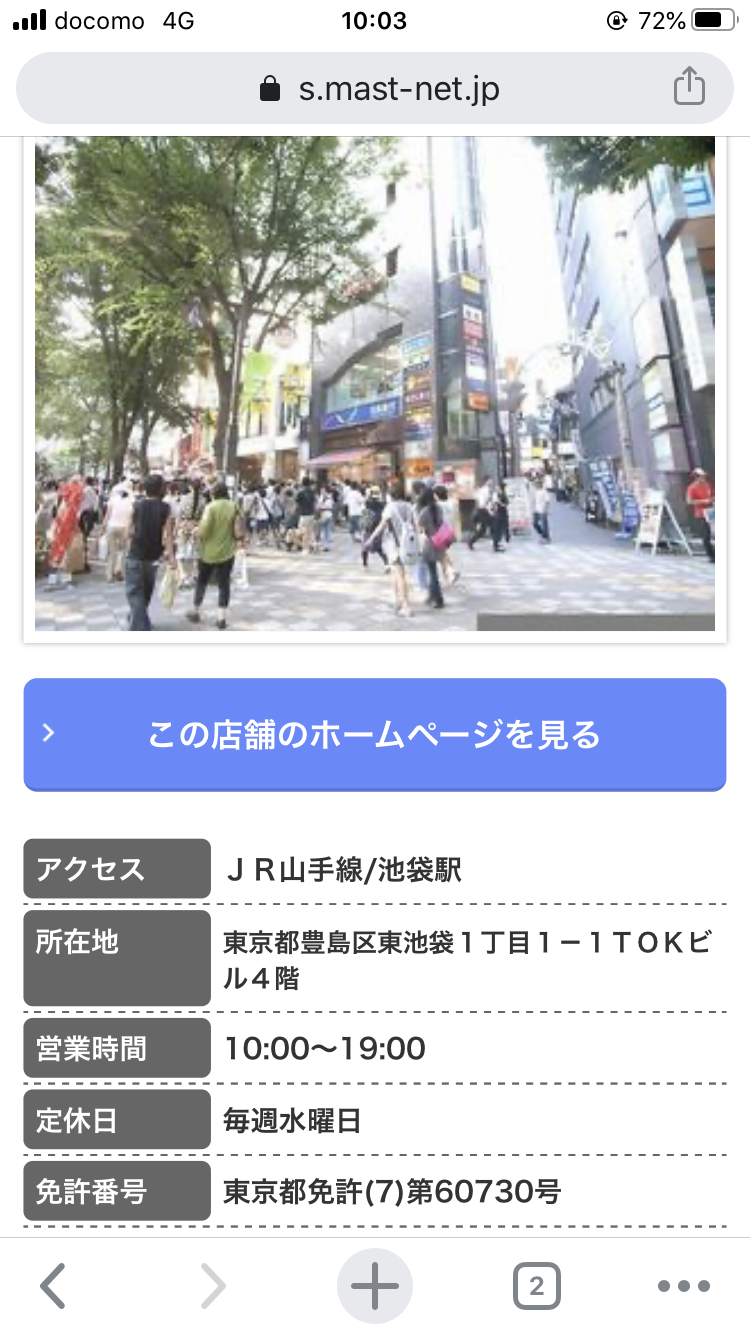 docomo 4G 10:03 72%
s.mast-net.jp
この店舗のホームページを見る
アクセス ＪＲ山手線/池袋駅
所在地 東京都豊島区東池袋１丁目１－１ＴＯＫビ
ル４階
営業時間 10:00〜19:00
定休日 毎週水曜日
免許番号 東京都免許(7)第60730号
2